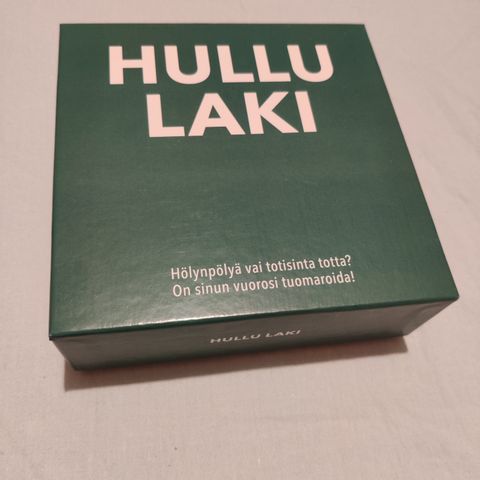 HULLU
LAKI
Hölynpölyä vai totisinta totta?
On sinun vuorosi tuomaroida!
HULLU LAKI